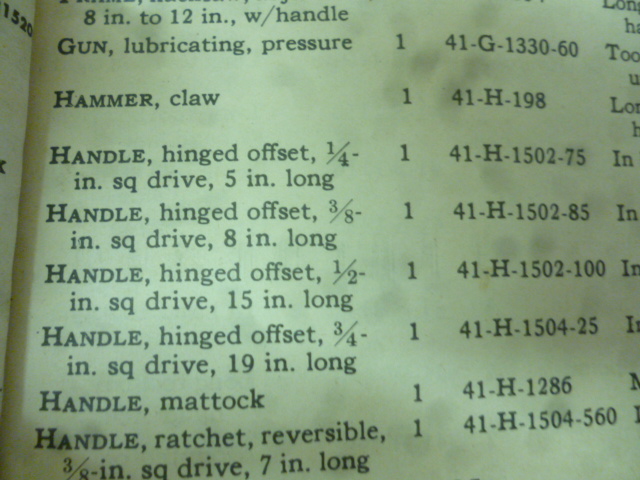 8 in. to 12 in., w/handle
GUN, lubricating, pressure 1 41-G-1330-60 Too
HAMMER, claw 1 41-H-198
HANDLE, hinged offset, ¼- 1 41-H-1502-75 In
in. sq drive, 5 in. long
HANDLE, hinged offset, ⅜- 1 41-H-1502-85 In
in. sq drive, 8 in. long
HANDLE, hinged offset, ½- 1 41-H-1502-100 In
in. sq drive, 15 in. long
HANDLE, hinged offset, ¾- 1 41-H-1504-25
in. sq drive, 19 in. long
HANDLE, mattock 1 41-H-1286
HANDLE, ratchet, reversible, 1 41-H-1504-560
⅜-in. sq drive, 7 in. long